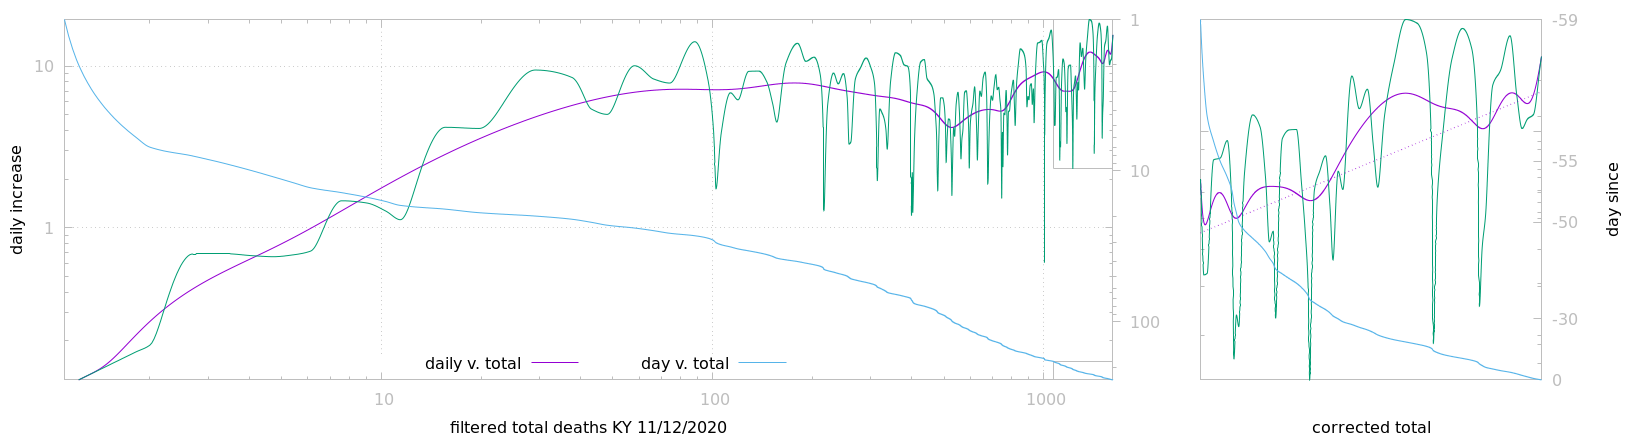 daily increase
10
1
daily v. total
day v. total
10
100
1000
filtered total deaths KY 11/12/2020
1
10
100
-59
-55
-50
-30
0
day since
corrected total